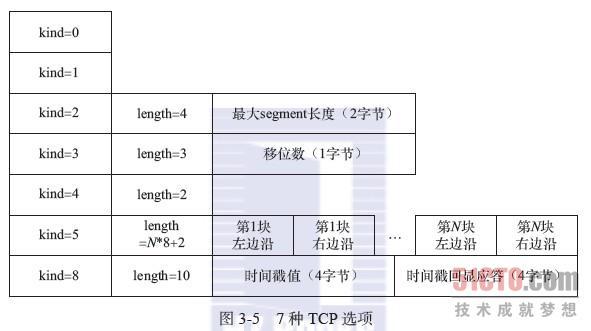 kind=0
kind=1
kind=2 length=4 最大segment长度（2字节）
kind=3 length=3 移位数（1字节）
kind=4 length=2
kind=5 length =N*8+2 第1块 左边沿 第1块 右边沿 … 第N块 左边沿 第N块 右边沿
kind=8 length=10 时间戳值（4字节） 时间戳回显应答（4字节）
51CTO.com
技术成就梦想
图 3-5 7 种 TCP 选项